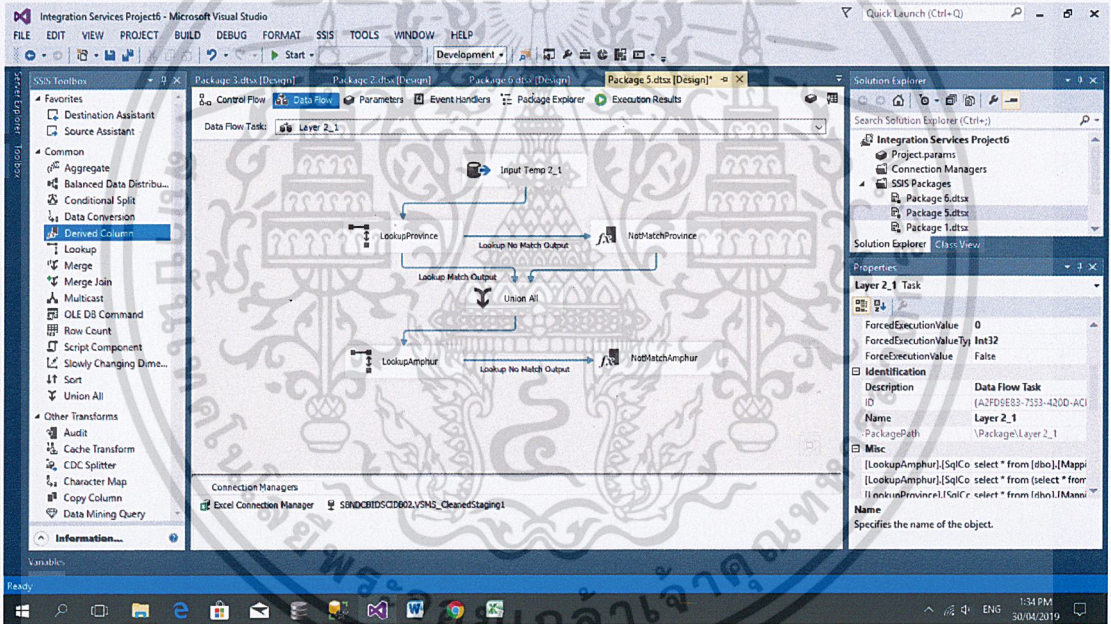 Integration Services Project6 - Microsoft Visual Studio
Quick Launch (Ctrl+Q)
FILE EDIT VIEW PROJECT BUILD DEBUG FORMAT SSIS TOOLS WINDOW HELP
Start
Development
Server Explorer
Toolbox
SSIS Toolbox
Favorites
Destination Assistant
Source Assistant
Common
Aggregate
Balanced Data Distribu...
Conditional Split
Data Conversion
Derived Column
Lookup
Merge
Merge Join
Multicast
OLE DB Command
Row Count
Script Component
Slowly Changing Dime...
Sort
Union All
Other Transforms
Audit
Cache Transform
CDC Splitter
Character Map
Copy Column
Data Mining Query
Information...
Package 3.dtsx [Design] Package 2.dtsx [Design] Package 6.dtsx [Design] Package 5.dtsx [Design]*
Control Flow Data Flow Parameters Event Handlers Package Explorer Execution Results
Data Flow Task: Layer 2_1
Input Temp 2_1
LookupProvince
Lookup No Match Output
NotMatchProvince
Lookup Match Output
Union All
LookupAmphur
Lookup No Match Output
NotMatchAmphur
Connection Managers
Excel Connection Manager SBNDCBIDSCIDB02.VSMS_CleanedStaging1
Solution Explorer
Search Solution Explorer (Ctrl+;)
Integration Services Project6
Project.params
Connection Managers
SSIS Packages
Package 6.dtsx
Package 5.dtsx
Package 1.dtsx
Solution Explorer Class View
Properties
Layer 2_1 Task
ForcedExecutionValue 0
ForcedExecutionValueTy Int32
ForceExecutionValue False
Identification
Description Data Flow Task
ID {A2FD9E83-7553-420D-ACI
Name Layer 2_1
PackagePath \Package\Layer 2_1
Misc
[LookupAmphur].[SqlCo select * from [dbo].[Mappi
[LookupAmphur].[SqlCo select * from (select * from
[LookupProvince].[SqlCc select * from [dbo].[Mappi
Name
Specifies the name of the object.
Variables
Ready
ENG
1:34 PM
30/04/2019